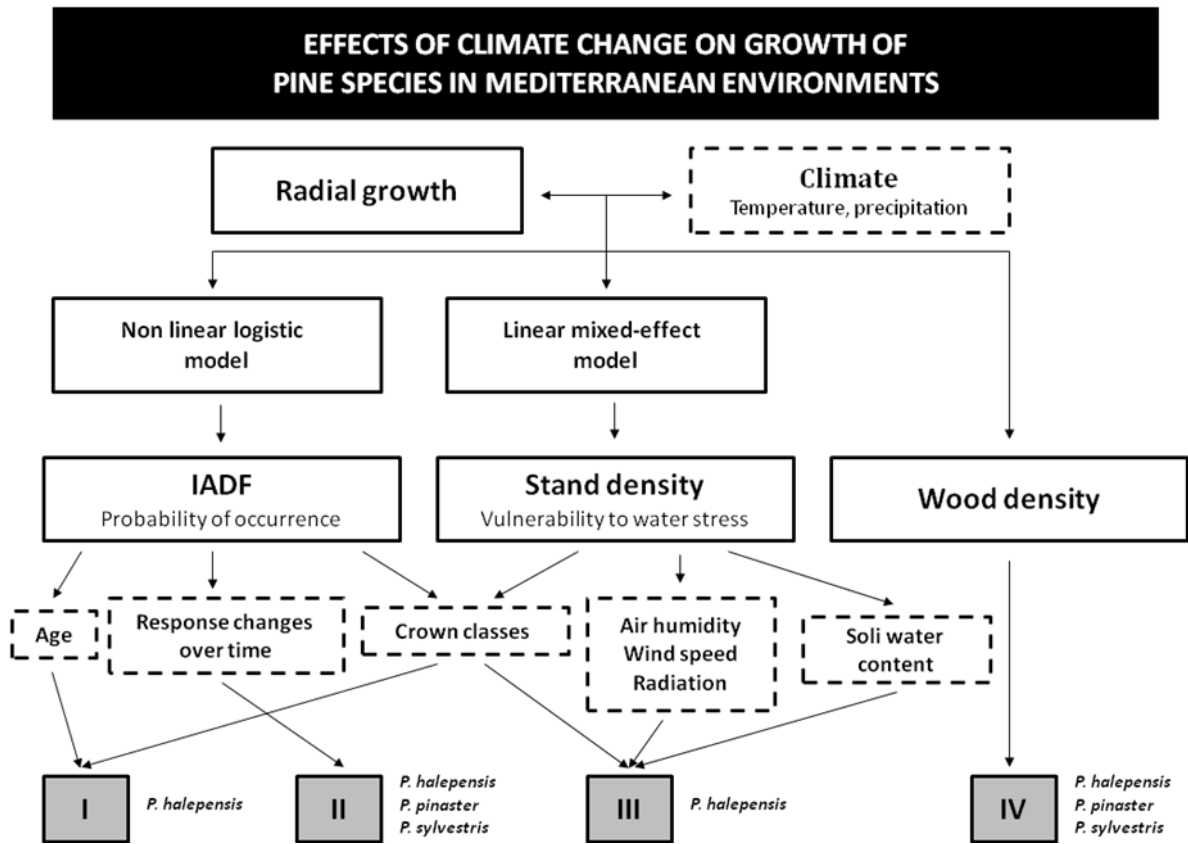 EFFECTS OF CLIMATE CHANGE ON GROWTH OF
PINE SPECIES IN MEDITERRANEAN ENVIRONMENTS
Radial growth
Climate
Temperature, precipitation
Non linear logistic
model
Linear mixed-effect
model
IADF
Probability of occurrence
Stand density
Vulnerability to water stress
Wood density
Age
Response changes
over time
Crown classes
Air humidity
Wind speed
Radiation
Soli water
content
I
P. halepensis
II
P. halepensis
P. pinaster
P. sylvestris
III
P. halepensis
IV
P. halepensis
P. pinaster
P. sylvestris